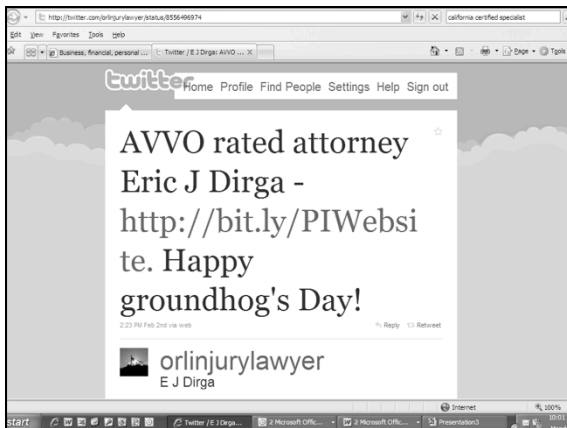 http://twitter.com/orlinjurylawyer/status/8556496974
california certified specialist
Edit View Favorites Tools Help
Business, financial, personal ...
Twitter / E J Dirga: AVVO ...
Page Tools
twitter
Home Profile Find People Settings Help Sign out
AVVO rated attorney
Eric J Dirga -
http://bit.ly/PIWebsi
te. Happy
groundhog's Day!
2:23 PM Feb 2nd via web
Reply Retweet
orlinjurylawyer
E J Dirga
Internet 100%
start
Twitter / E J Dirga...
2 Microsoft Offic...
2 Microsoft Offic...
Presentation3
10:01